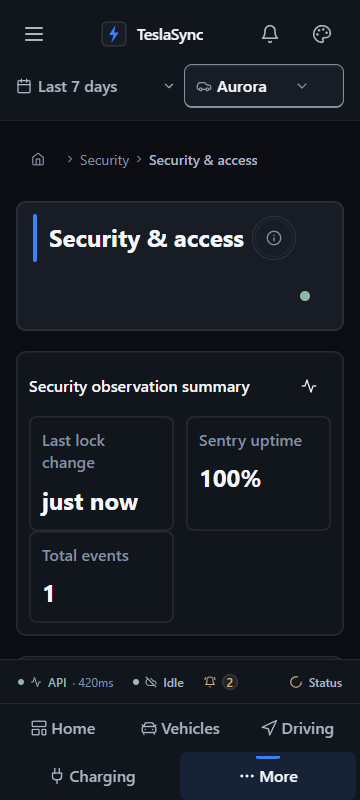 TeslaSync
Last 7 days
Aurora
Security
Security & access
Security & access
Security observation summary
Last lock
change
just now
Sentry uptime
100%
Total events
1
API · 420ms
Idle
2
Status
Home
Vehicles
Driving
Charging
More